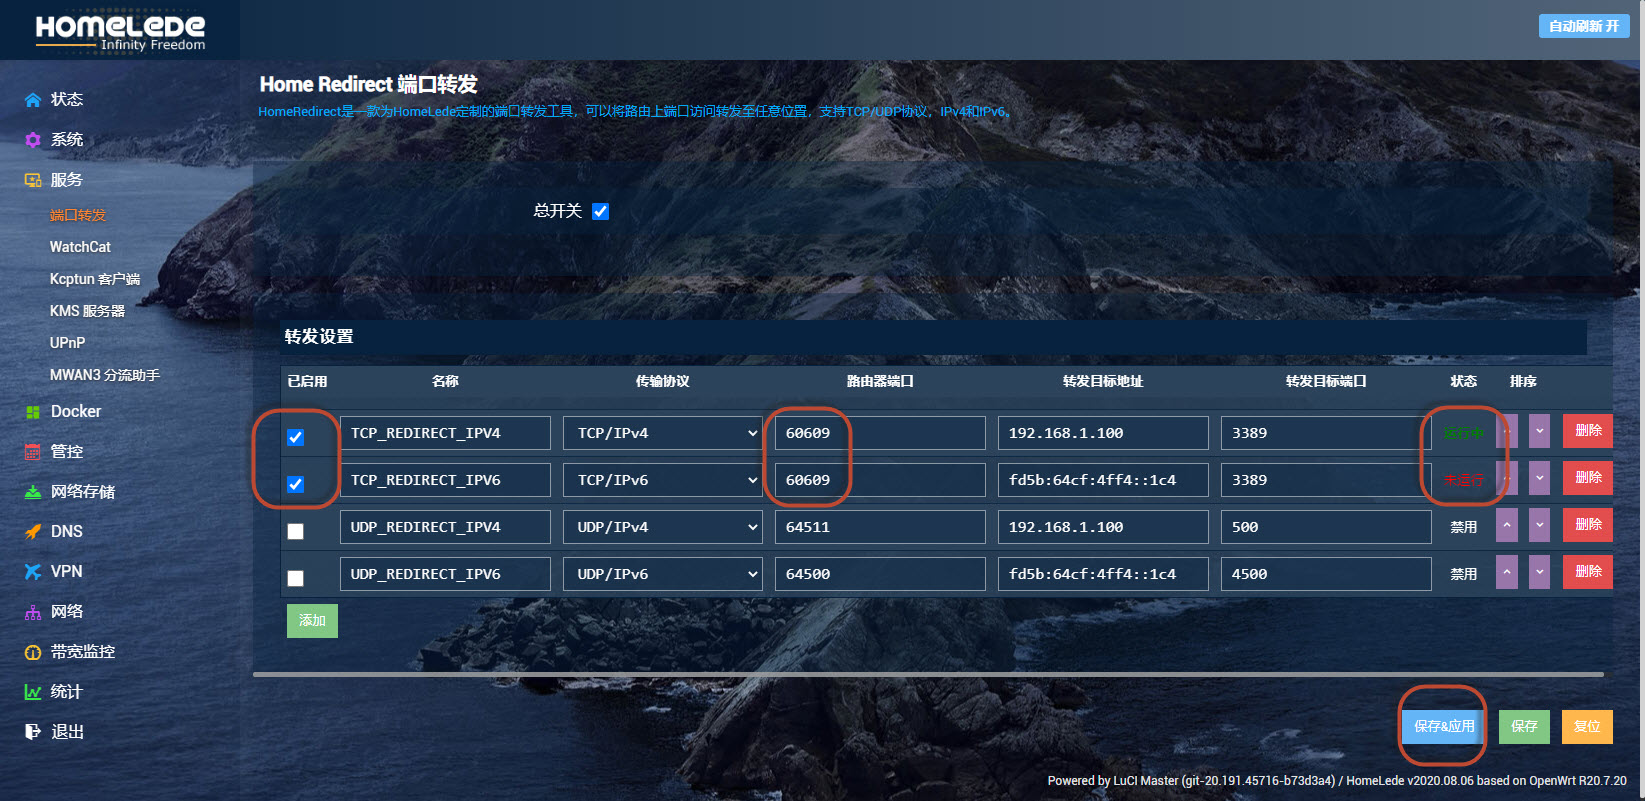 HOMELEDE
Infinity Freedom
自动刷新 开
状态
系统
服务
端口转发
WatchCat
Kcptun 客户端
KMS 服务器
UPnP
MWAN3 分流助手
Docker
管控
网络存储
DNS
VPN
网络
带宽监控
统计
退出
Home Redirect 端口转发
HomeRedirect是一款为HomeLede定制的端口转发工具，可以将路由上端口访问转发至任意位置，支持TCP/UDP协议，IPv4和IPv6。
总开关
转发设置
已启用 名称 传输协议 路由器端口 转发目标地址 转发目标端口 状态 排序
TCP_REDIRECT_IPV4 TCP/IPv4 60609 192.168.1.100 3389 运行中 删除
TCP_REDIRECT_IPV6 TCP/IPv6 60609 fd5b:64cf:4ff4::1c4 3389 未运行 删除
UDP_REDIRECT_IPV4 UDP/IPv4 64511 192.168.1.100 500 禁用 删除
UDP_REDIRECT_IPV6 UDP/IPv6 64500 fd5b:64cf:4ff4::1c4 4500 禁用 删除
添加
保存&应用 保存 复位
Powered by LuCI Master (git-20.191.45716-b73d3a4) / HomeLede v2020.08.06 based on OpenWrt R20.7.20